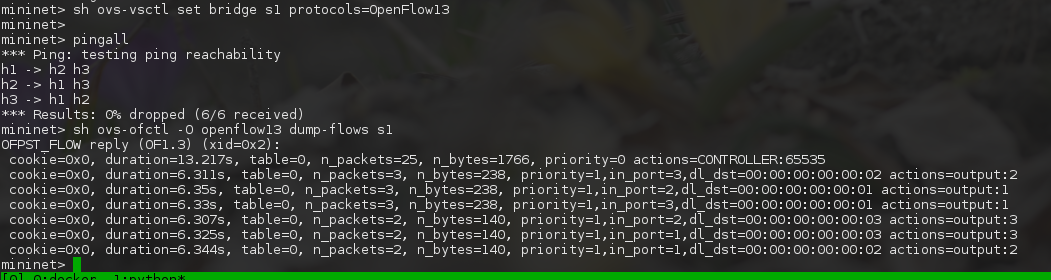 mininet> sh ovs-vsctl set bridge s1 protocols=OpenFlow13
mininet>
mininet> pingall
*** Ping: testing ping reachability
h1 -> h2 h3
h2 -> h1 h3
h3 -> h1 h2
*** Results: 0% dropped (6/6 received)
mininet> sh ovs-ofctl -O openflow13 dump-flows s1
OFPST_FLOW reply (OF1.3) (xid=0x2):
cookie=0x0, duration=13.217s, table=0, n_packets=25, n_bytes=1766, priority=0 actions=CONTROLLER:65535
cookie=0x0, duration=6.311s, table=0, n_packets=3, n_bytes=238, priority=1,in_port=3,dl_dst=00:00:00:00:00:02 actions=output:2
cookie=0x0, duration=6.35s, table=0, n_packets=3, n_bytes=238, priority=1,in_port=2,dl_dst=00:00:00:00:00:01 actions=output:1
cookie=0x0, duration=6.33s, table=0, n_packets=3, n_bytes=238, priority=1,in_port=3,dl_dst=00:00:00:00:00:01 actions=output:1
cookie=0x0, duration=6.307s, table=0, n_packets=2, n_bytes=140, priority=1,in_port=2,dl_dst=00:00:00:00:00:03 actions=output:3
cookie=0x0, duration=6.325s, table=0, n_packets=2, n_bytes=140, priority=1,in_port=1,dl_dst=00:00:00:00:00:03 actions=output:3
cookie=0x0, duration=6.344s, table=0, n_packets=2, n_bytes=140, priority=1,in_port=1,dl_dst=00:00:00:00:00:02 actions=output:2
mininet>
[0] 0:docker- 1:python*